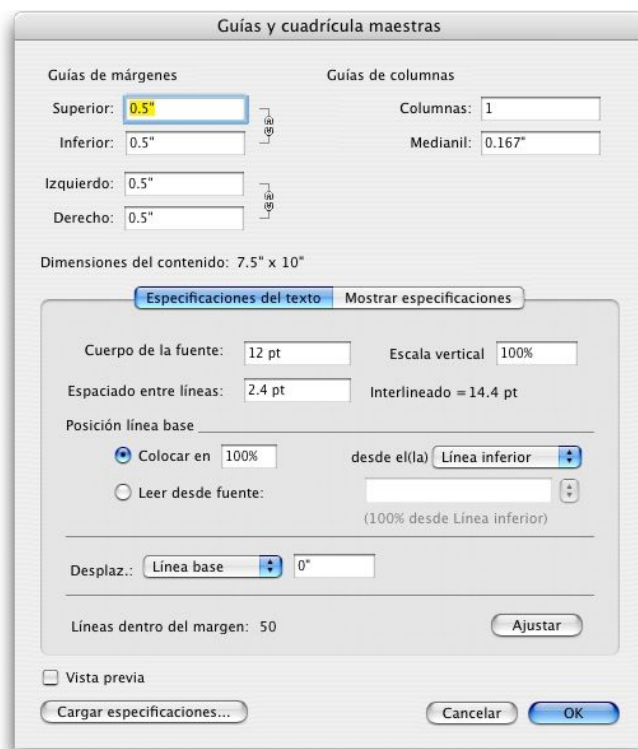 Guías y cuadrícula maestras
Guías de márgenes
Guías de columnas
Superior: 0.5"
Columnas: 1
Inferior: 0.5"
Medianil: 0.167"
Izquierdo: 0.5"
Derecho: 0.5"
Dimensiones del contenido: 7.5" x 10"
Especificaciones del texto Mostrar especificaciones
Cuerpo de la fuente: 12 pt Escala vertical 100%
Espaciado entre líneas: 2.4 pt Interlineado = 14.4 pt
Posición línea base
Colocar en 100% desde el(la) Línea inferior
Leer desde fuente:
(100% desde Línea inferior)
Desplaz.: Línea base 0"
Líneas dentro del margen: 50 Ajustar
Vista previa
Cargar especificaciones... Cancelar OK